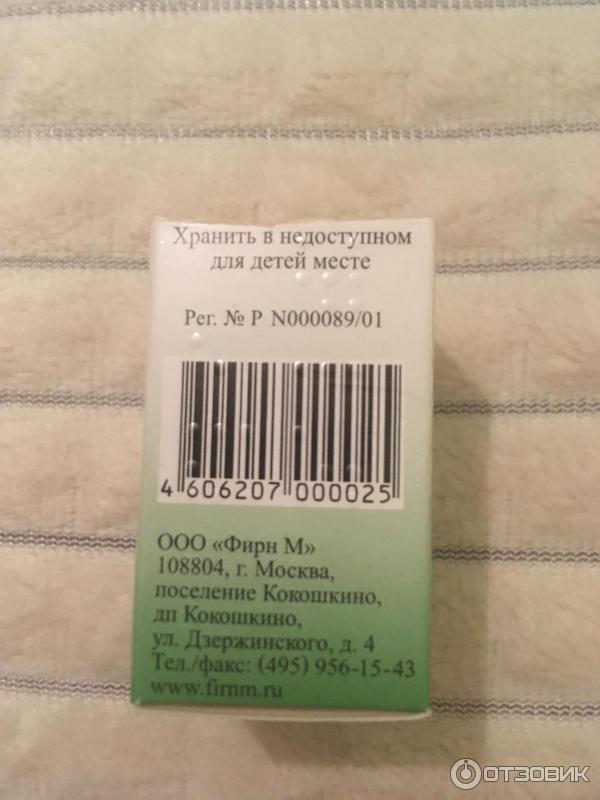 Хранить в недоступном
для детей месте
Рег. № Р N000089/01
4 606207 000025
ООО «Фирн М»
108804, г. Москва,
поселение Кокошкино,
дп Кокошкино,
ул. Дзержинского, д. 4
Тел./факс: (495) 956-15-43
www.firnm.ru
ОТЗОВИК